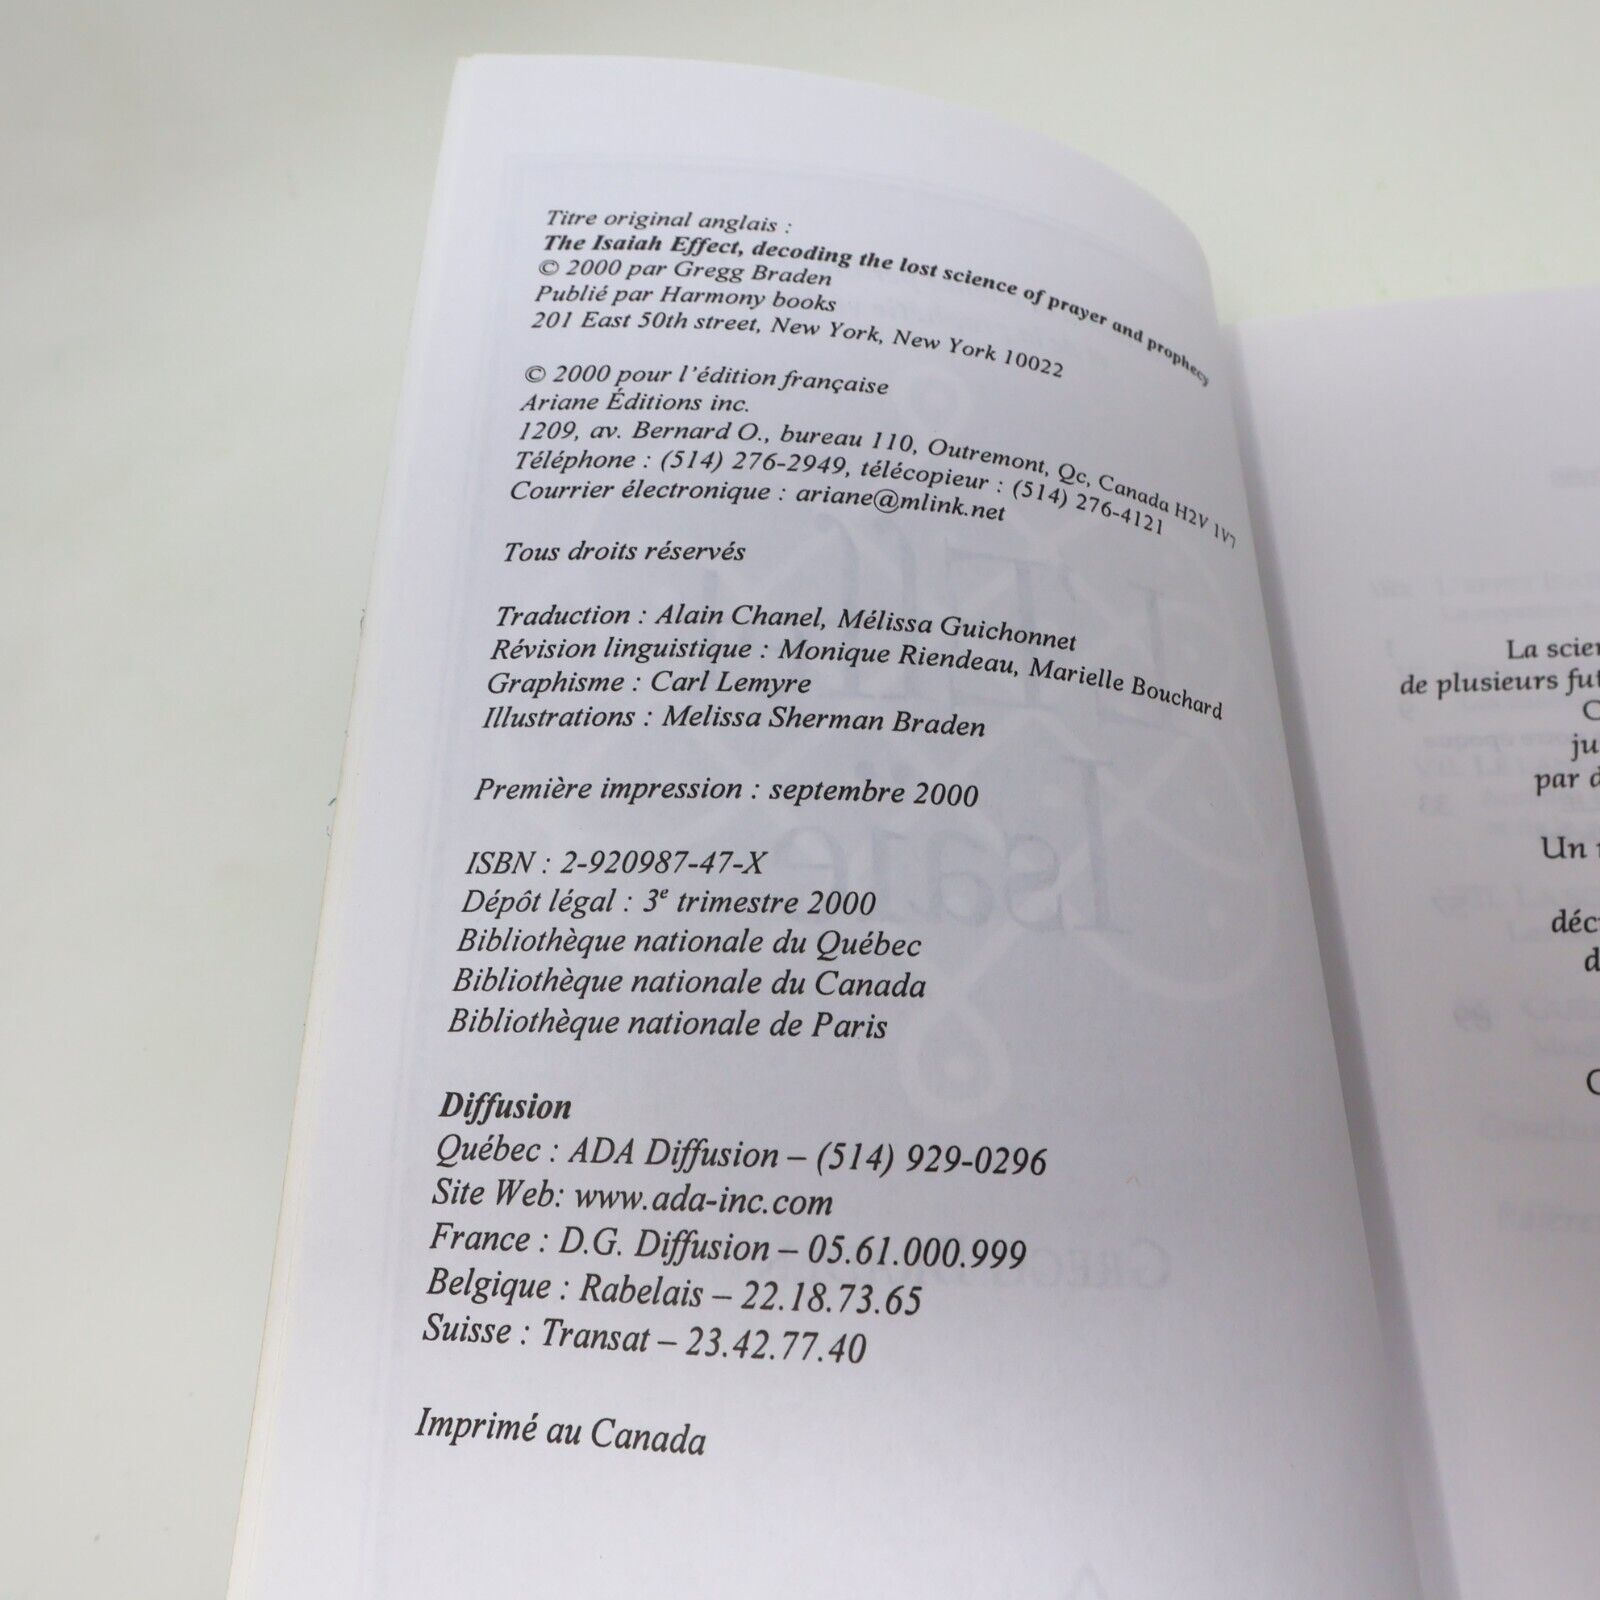 Titre original anglais :
The Isaiah Effect, decoding the lost science of prayer and prophecy
© 2000 par Gregg Braden
Publié par Harmony books
201 East 50th street, New York, New York 10022
© 2000 pour l'édition française
Ariane Éditions inc.
1209, av. Bernard O., bureau 110, Outremont, Qc, Canada H2V 1V7
Téléphone : (514) 276-2949, télécopieur : (514) 276-4121
Courrier électronique : ariane@mlink.net
Tous droits réservés
Traduction : Alain Chanel, Mélissa Guichonnet
Révision linguistique : Monique Riendeau, Marielle Bouchard
Graphisme : Carl Lemyre
Illustrations : Melissa Sherman Braden
Première impression : septembre 2000
ISBN : 2-920987-47-X
Dépôt légal : 3e trimestre 2000
Bibliothèque nationale du Québec
Bibliothèque nationale du Canada
Bibliothèque nationale de Paris
Diffusion
Québec : ADA Diffusion – (514) 929-0296
Site Web: www.ada-inc.com
France : D.G. Diffusion – 05.61.000.999
Belgique : Rabelais – 22.18.73.65
Suisse : Transat – 23.42.77.40
Imprimé au Canada
La
de plusieurs
par
Un